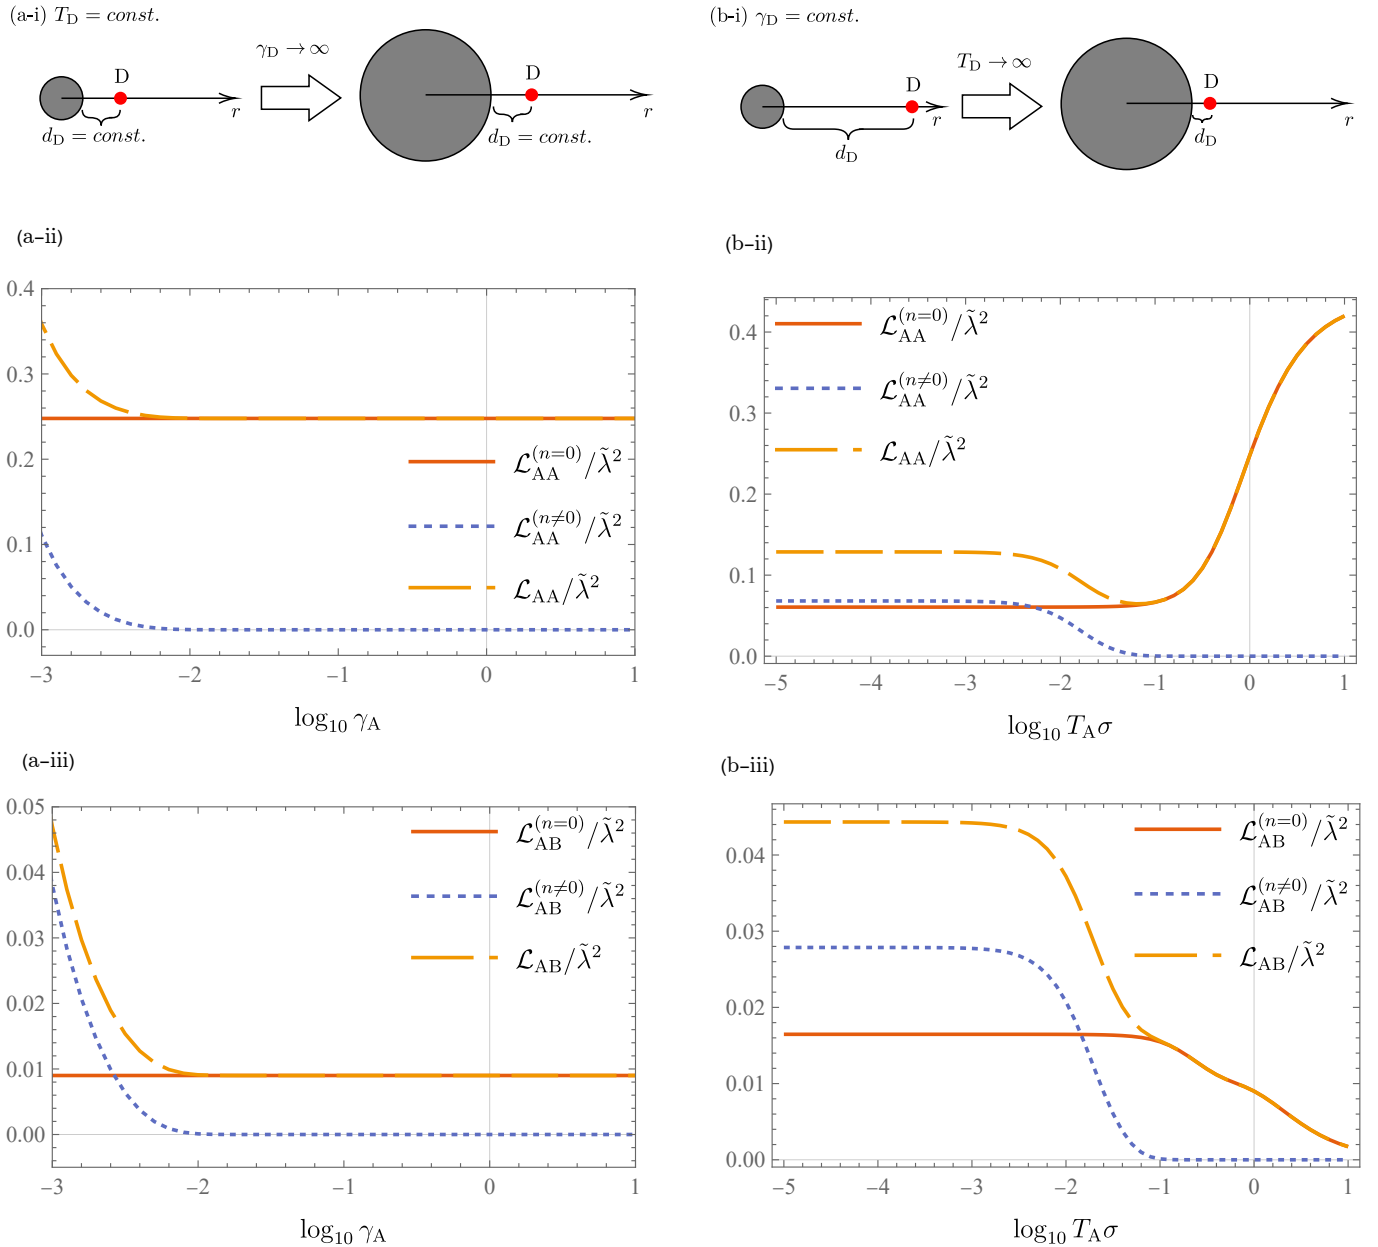 (a-i) T_D = const.
γ_D → ∞
D
r
d_D = const.
D
r
d_D = const.
(b-i) γ_D = const.
T_D → ∞
D
r
d_D
D
r
d_D
(a-ii)
0.4
0.3
0.2
0.1
0.0
ℒ_AA^(n=0)/λ̃²
ℒ_AA^(n≠0)/λ̃²
ℒ_AA/λ̃²
−3 −2 −1 0 1
log₁₀ γ_A
(b-ii)
0.4
0.3
0.2
0.1
0.0
ℒ_AA^(n=0)/λ̃²
ℒ_AA^(n≠0)/λ̃²
ℒ_AA/λ̃²
−5 −4 −3 −2 −1 0 1
log₁₀ T_A σ
(a-iii)
0.05
0.04
0.03
0.02
0.01
0.00
ℒ_AB^(n=0)/λ̃²
ℒ_AB^(n≠0)/λ̃²
ℒ_AB/λ̃²
−3 −2 −1 0 1
log₁₀ γ_A
(b-iii)
0.04
0.03
0.02
0.01
0.00
ℒ_AB^(n=0)/λ̃²
ℒ_AB^(n≠0)/λ̃²
ℒ_AB/λ̃²
−5 −4 −3 −2 −1 0 1
log₁₀ T_A σ